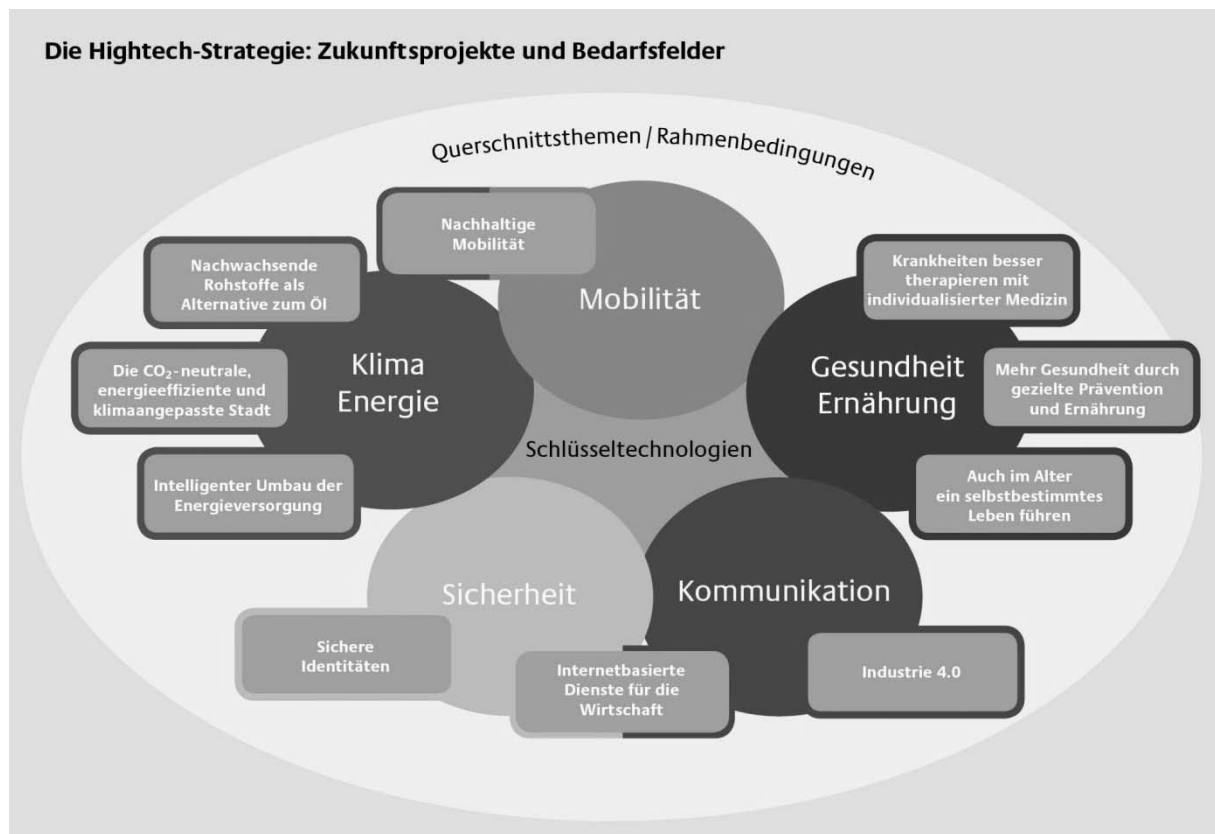 Die Hightech-Strategie: Zukunftsprojekte und Bedarfsfelder
Querschnittsthemen / Rahmenbedingungen
Nachhaltige
Mobilität
Mobilität
Nachwachsende
Rohstoffe als
Alternative zum Öl
Die CO₂-neutrale,
energieeffiziente und
klimaangepasste Stadt
Intelligenter Umbau der
Energieversorgung
Klima
Energie
Krankheiten besser
therapieren mit
individualisierter Medizin
Gesundheit
Ernährung
Mehr Gesundheit durch
gezielte Prävention
und Ernährung
Auch im Alter
ein selbstbestimmtes
Leben führen
Schlüsseltechnologien
Sicherheit
Kommunikation
Sichere
Identitäten
Internetbasierte
Dienste für die
Wirtschaft
Industrie 4.0